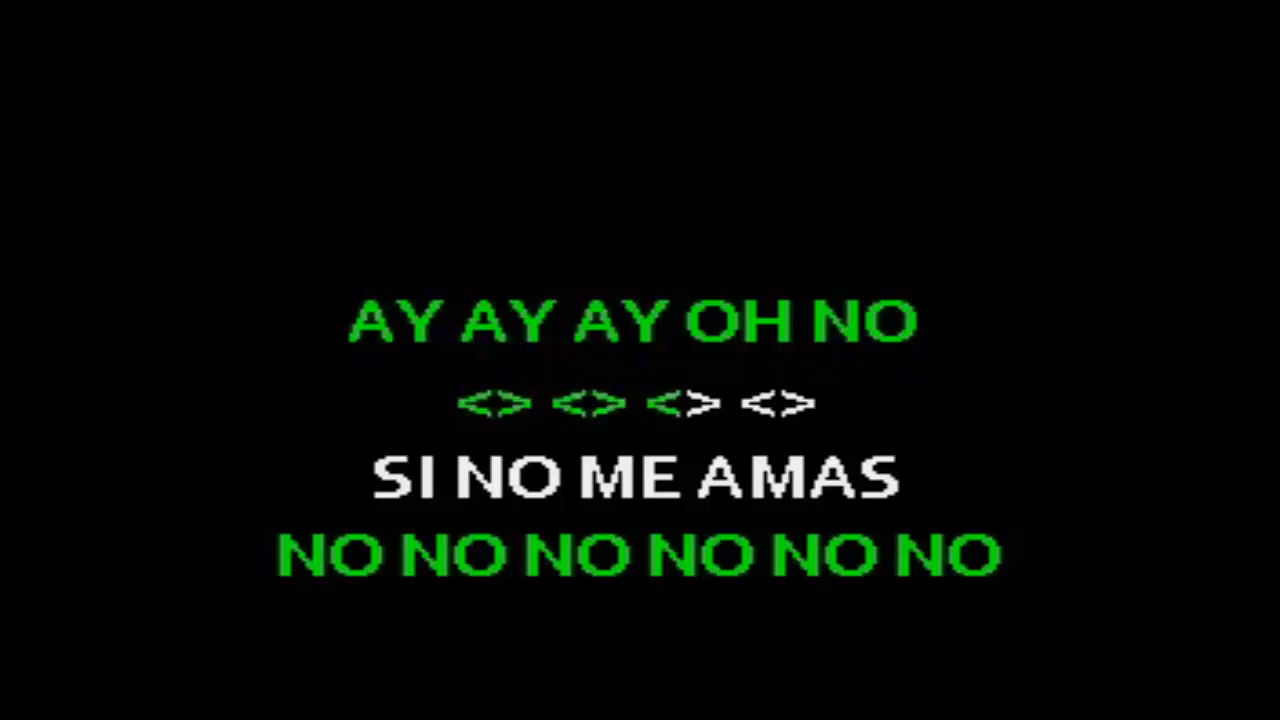 AY AY AY OH NO
<> <> <> <>
SI NO ME AMAS
NO NO NO NO NO NO